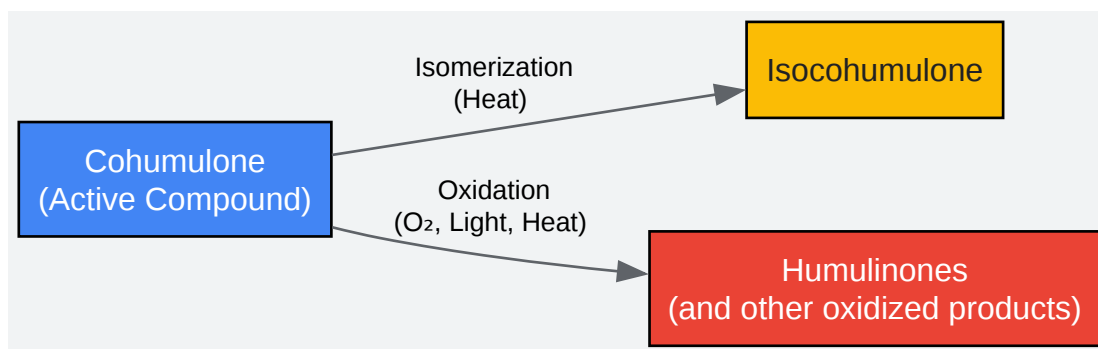 Isomerization
(Heat)
Isocohumulone
Cohumulone
(Active Compound)
Oxidation
(O₂, Light, Heat)
Humulinones
(and other oxidized products)